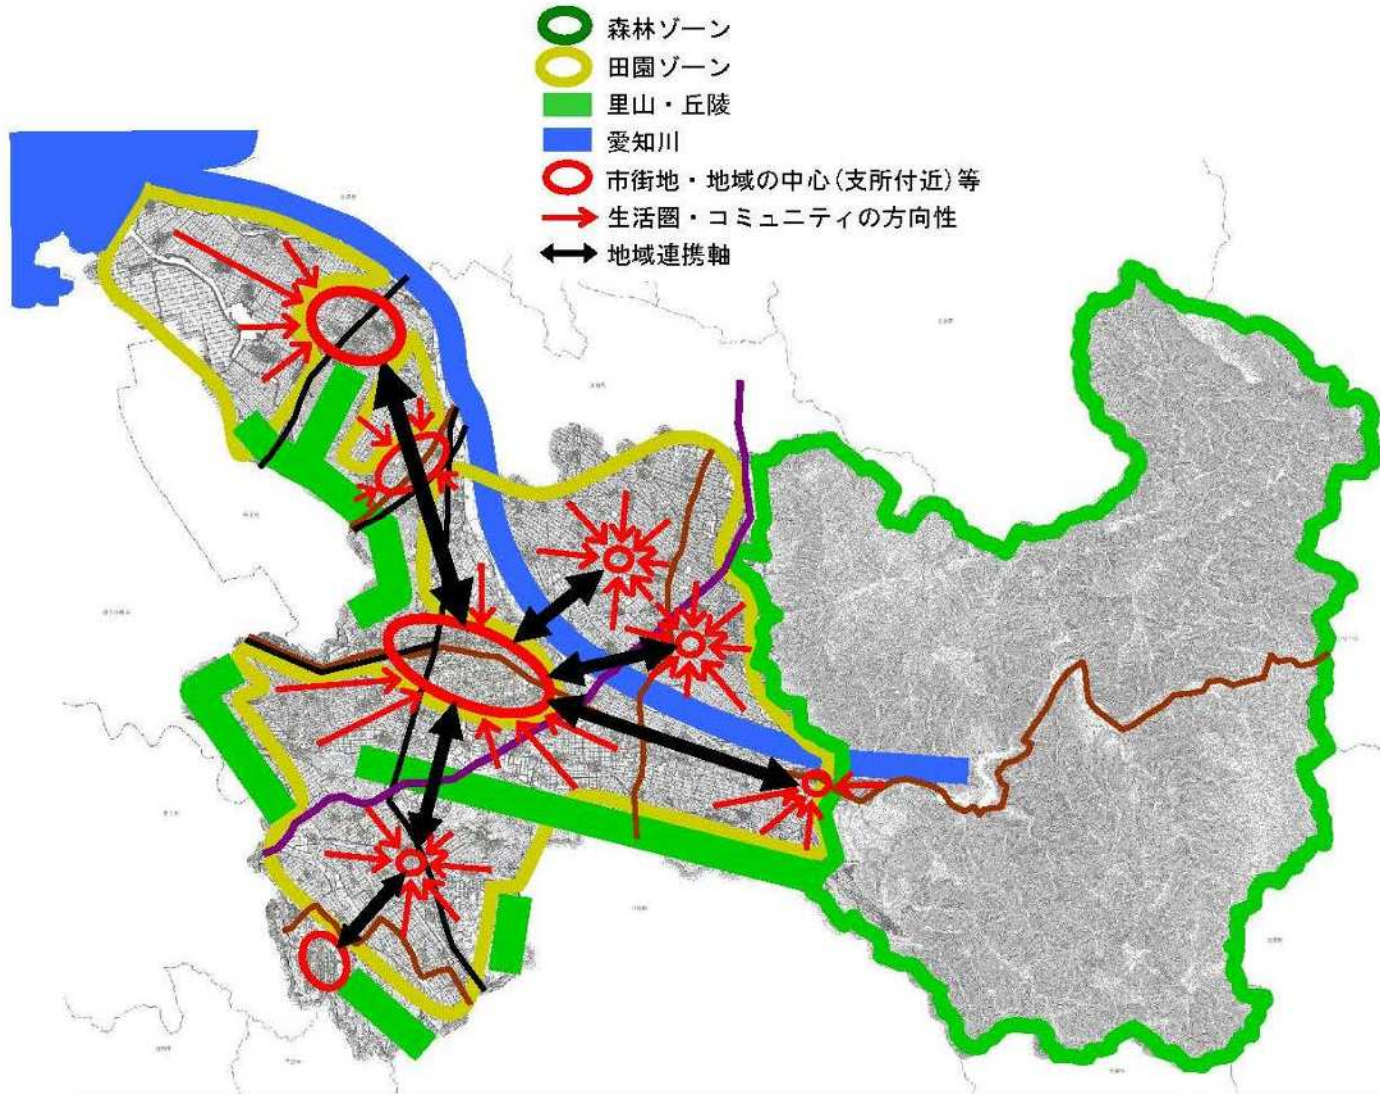 森林ゾーン
田園ゾーン
里山・丘陵
愛知川
市街地・地域の中心(支所付近)等
生活圏・コミュニティの方向性
地域連携軸